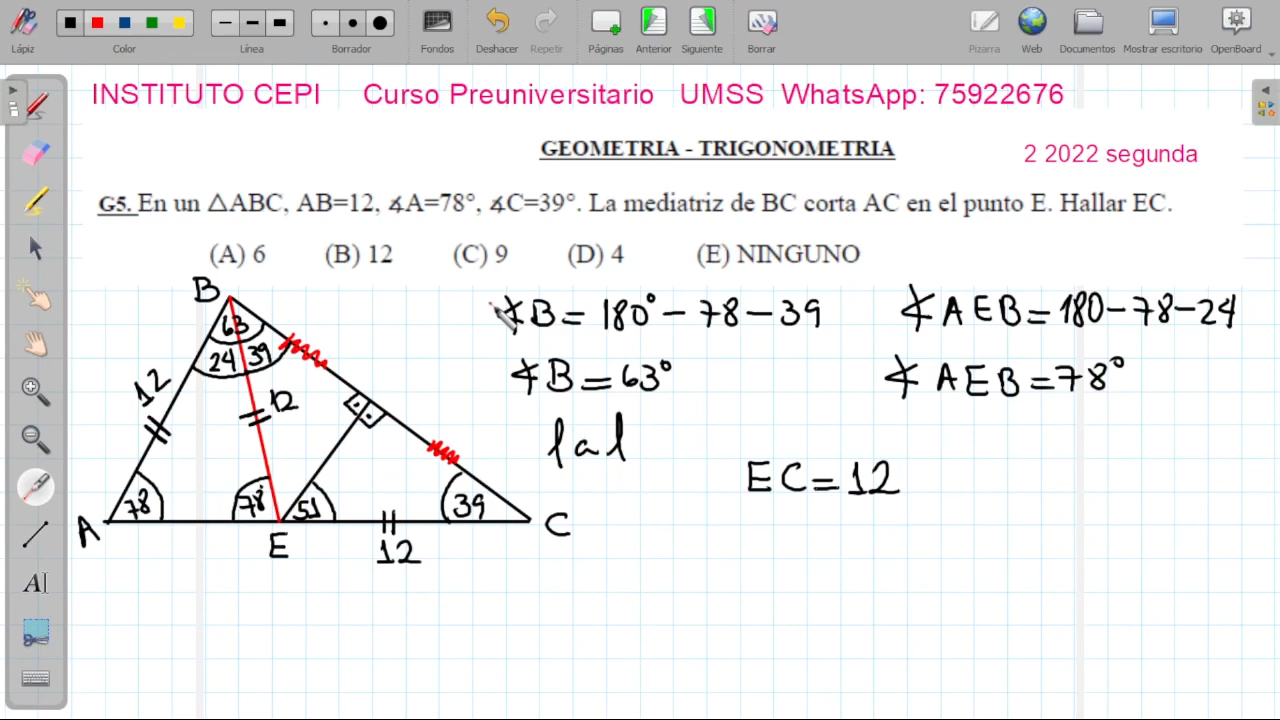 Lápiz Color Línea Borrador Fondos Deshacer Repetir Páginas Anterior Siguiente Borrar Pizarra Web Documentos Mostrar escritorio OpenBoard
INSTITUTO CEPI Curso Preuniversitario UMSS WhatsApp: 75922676
GEOMETRIA - TRIGONOMETRIA
2 2022 segunda
G5. En un △ABC, AB=12, ∡A=78°, ∡C=39°. La mediatriz de BC corta AC en el punto E. Hallar EC.
(A) 6 (B) 12 (C) 9 (D) 4 (E) NINGUNO
B
63
24 39
12
12
78
78°
51
39
A
E
C
12
∡B = 180° - 78 - 39
∡B = 63°
lal
∡AEB = 180 - 78 - 24
∡AEB = 78°
EC = 12
A